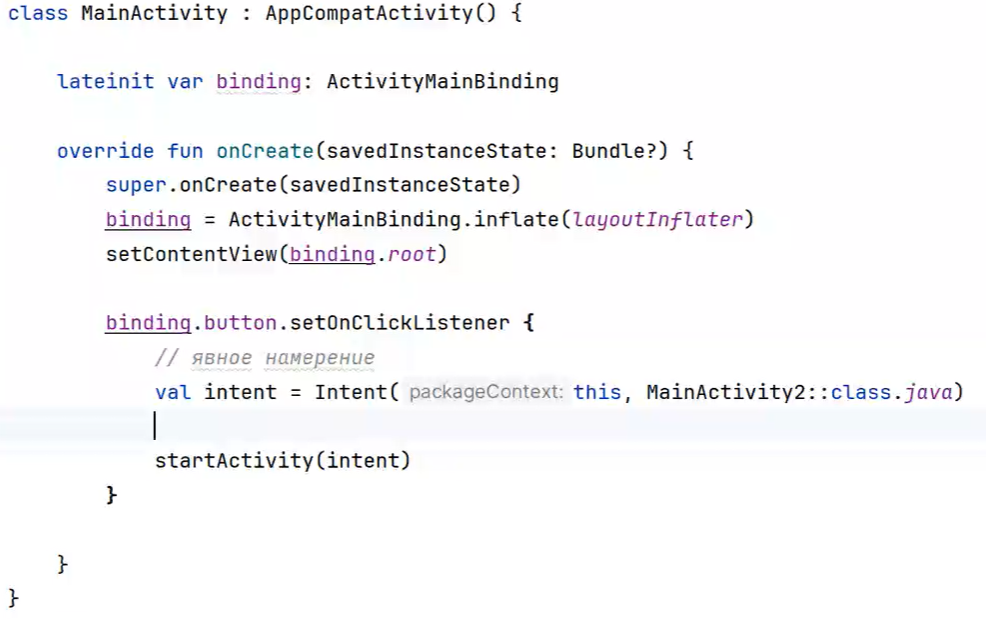 class MainActivity : AppCompatActivity() {
lateinit var binding: ActivityMainBinding
override fun onCreate(savedInstanceState: Bundle?) {
super.onCreate(savedInstanceState)
binding = ActivityMainBinding.inflate(layoutInflater)
setContentView(binding.root)
binding.button.setOnClickListener {
// явное намерение
val intent = Intent( packageContext: this, MainActivity2::class.java)
startActivity(intent)
}
}
}